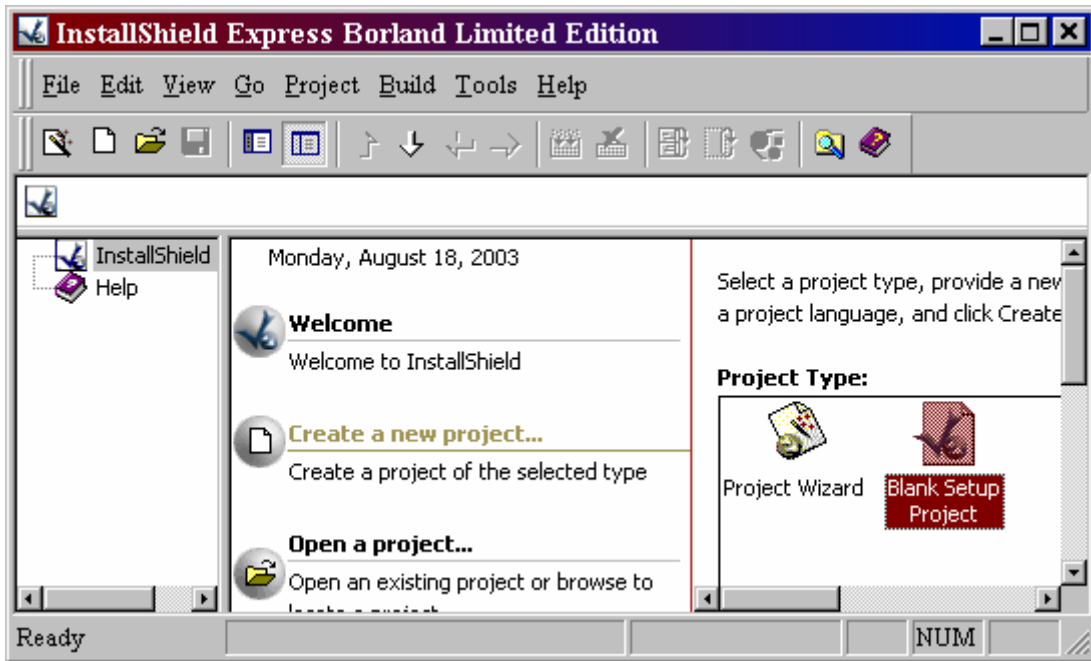 InstallShield Express Borland Limited Edition
File Edit View Go Project Build Tools Help
InstallShield
Help
Monday, August 18, 2003
Welcome
Welcome to InstallShield
Create a new project...
Create a project of the selected type
Open a project...
Open an existing project or browse to
locate a project
Select a project type, provide a new
a project language, and click Create
Project Type:
Project Wizard
Blank Setup
Project
Ready
NUM